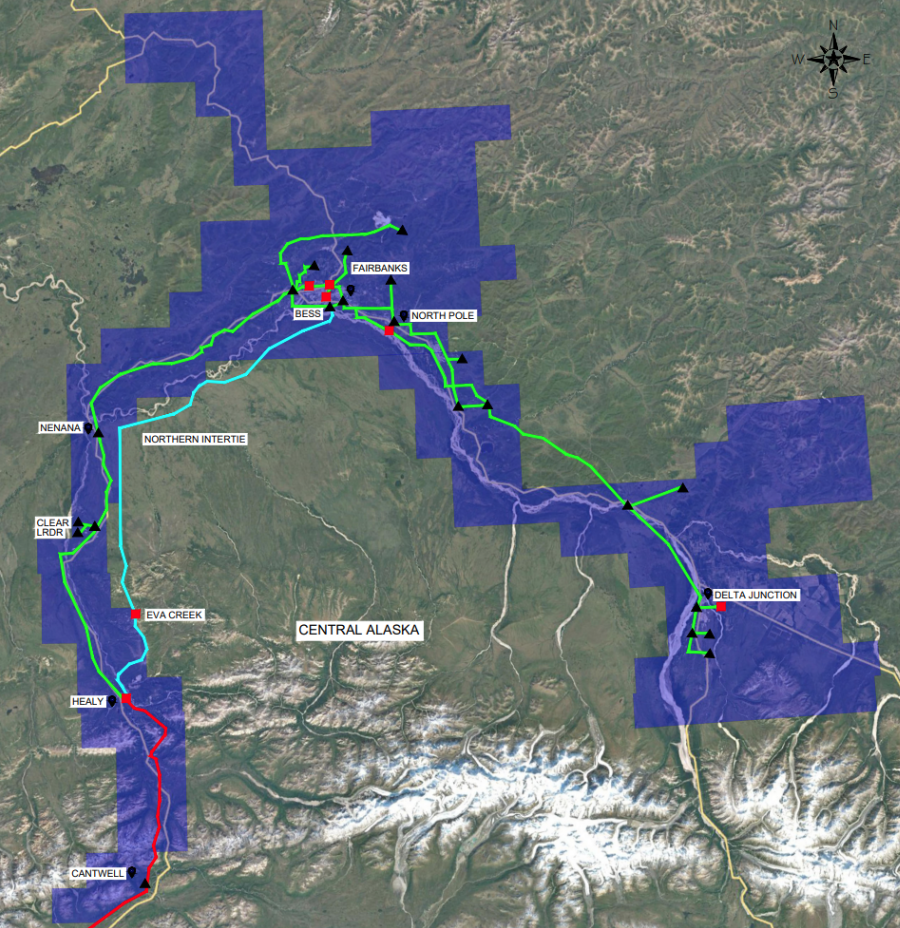 N
W E
S
FAIRBANKS
BESS
NORTH POLE
NENANA
NORTHERN INTERTIE
CLEAR
LRDR
DELTA JUNCTION
EVA CREEK
CENTRAL ALASKA
HEALY
CANTWELL